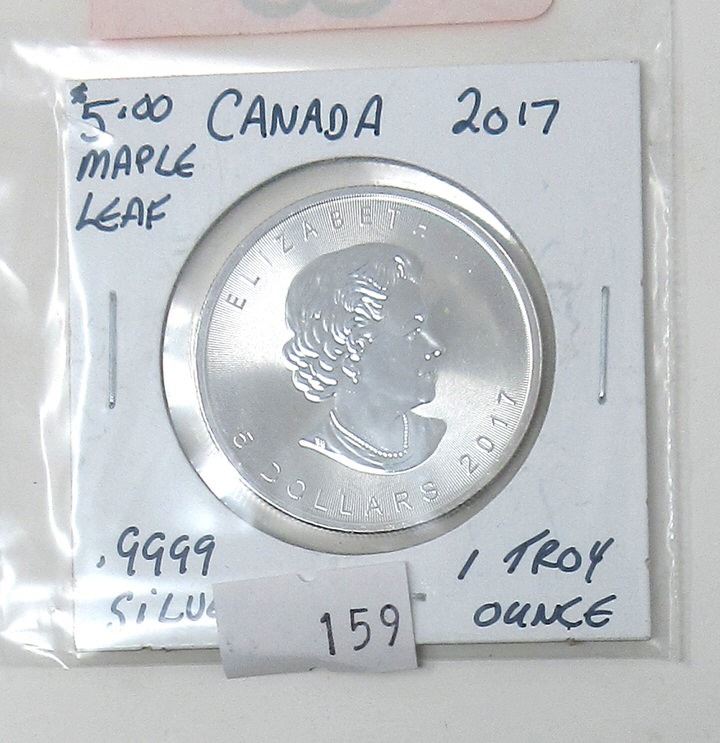 $5.00 CANADA 2017
MAPLE
LEAF
ELIZABETH II
5 DOLLARS 2017
.9999 1 TROY
OUNCE
159